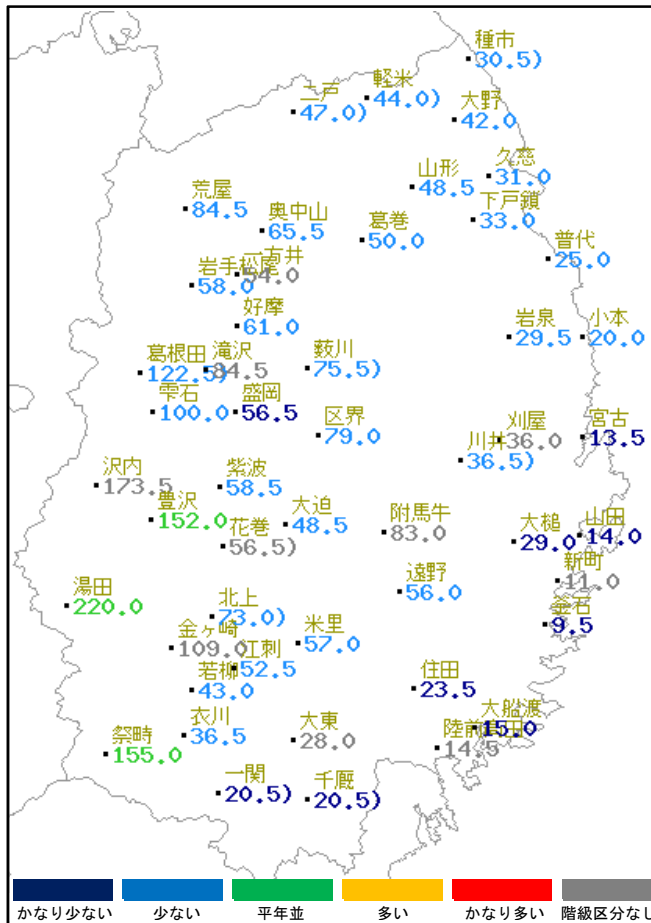 種市
30.5)
軽米
44.0)
二戸
47.0)
大野
42.0
久慈
31.0
山形
48.5
荒屋
84.5
下戸鎖
33.0
奥中山
65.5
葛巻
50.0
普代
25.0
一方井
54.0
岩手松尾
58.0
好摩
61.0
岩泉
29.5
小本
20.0
葛根田
122.5)
滝沢
84.5
薮川
75.5)
雫石
100.0
盛岡
56.5
区界
79.0
刈屋
36.0
宮古
13.5
川井
36.5)
沢内
173.5
紫波
58.5
豊沢
152.0
大迫
48.5
花巻
56.5)
附馬牛
83.0
大槌
29.0
山田
14.0
新町
11.0
湯田
220.0
遠野
56.0
北上
73.0)
釜石
9.5
金ヶ崎
109.0
米里
57.0
江刺
52.5
若柳
43.0
住田
23.5
衣川
36.5
大東
28.0
大船渡
15.0
陸前高田
14.5
祭畤
155.0
一関
20.5)
千厩
20.5)
かなり少ない 少ない 平年並 多い かなり多い 階級区分なし